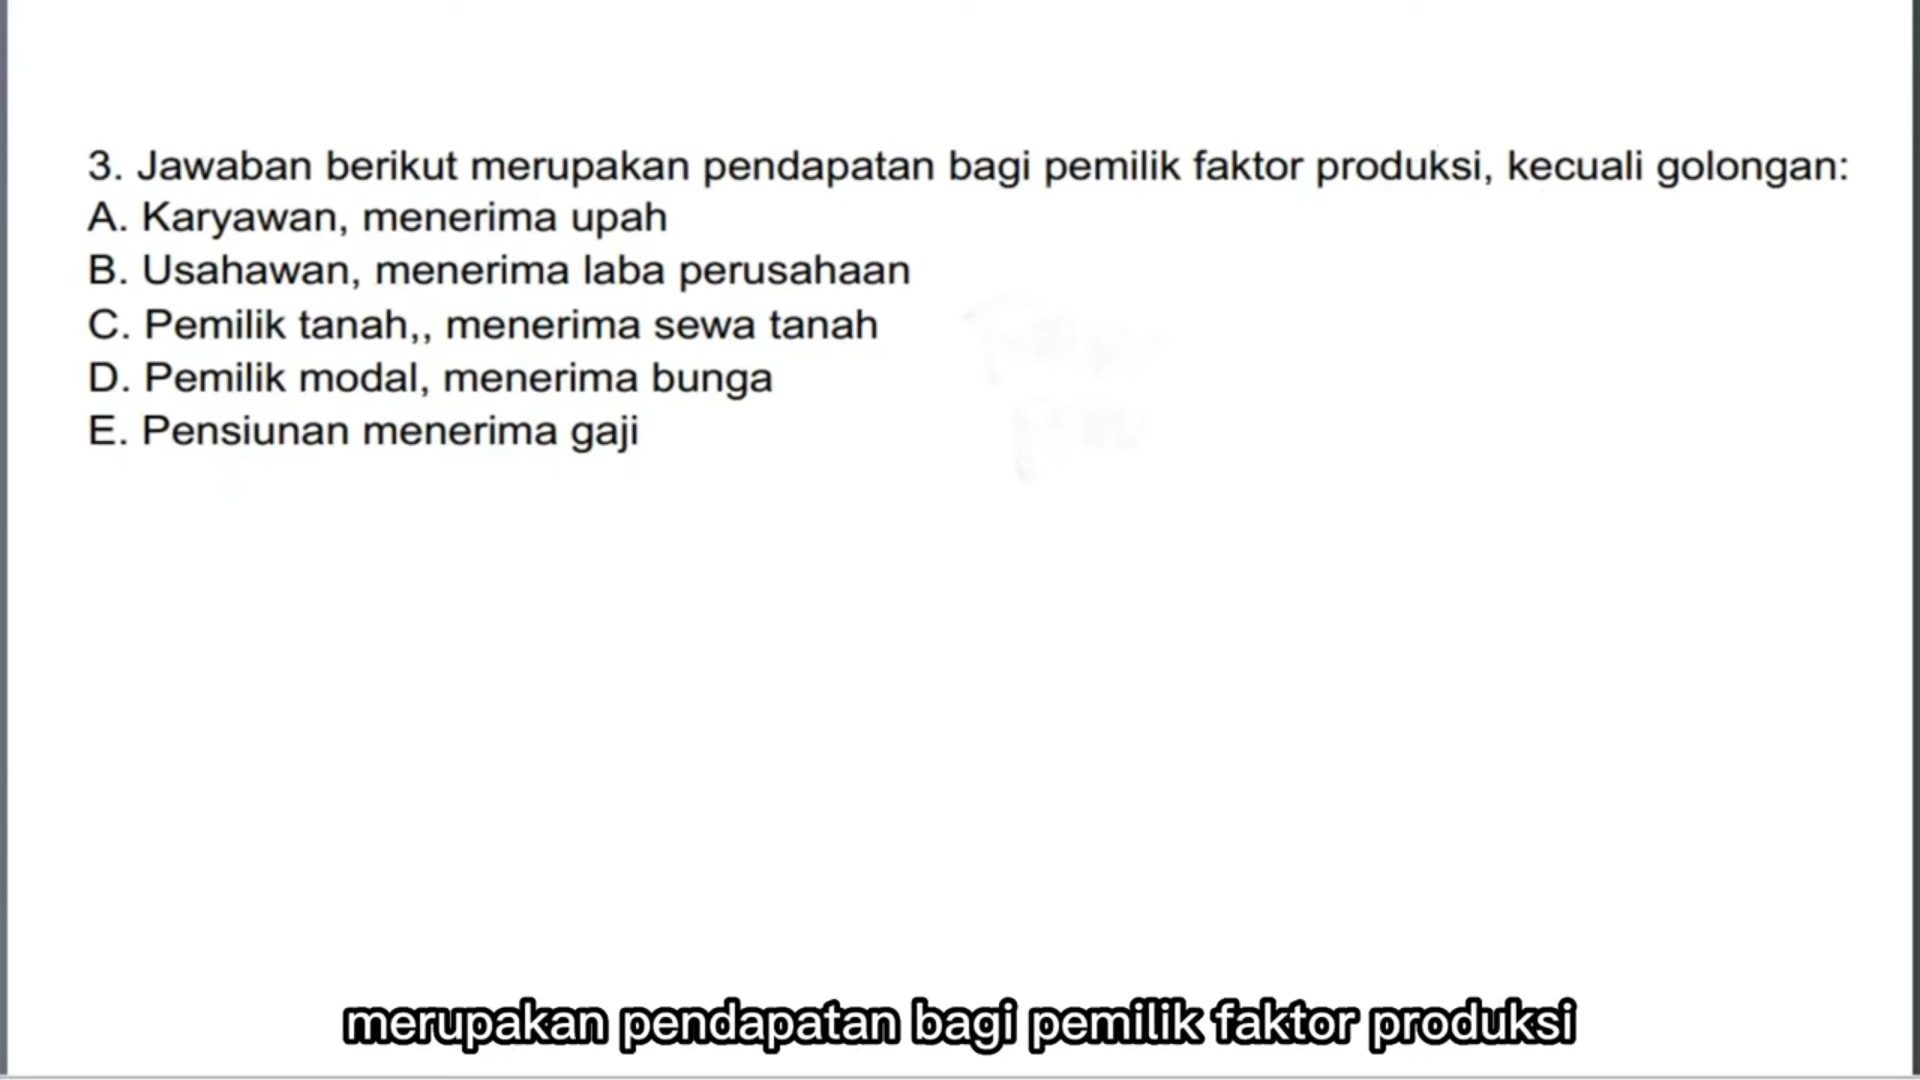 3. Jawaban berikut merupakan pendapatan bagi pemilik faktor produksi, kecuali golongan:
A. Karyawan, menerima upah
B. Usahawan, menerima laba perusahaan
C. Pemilik tanah,, menerima sewa tanah
D. Pemilik modal, menerima bunga
E. Pensiunan menerima gaji
merupakan pendapatan bagi pemilik faktor produksi